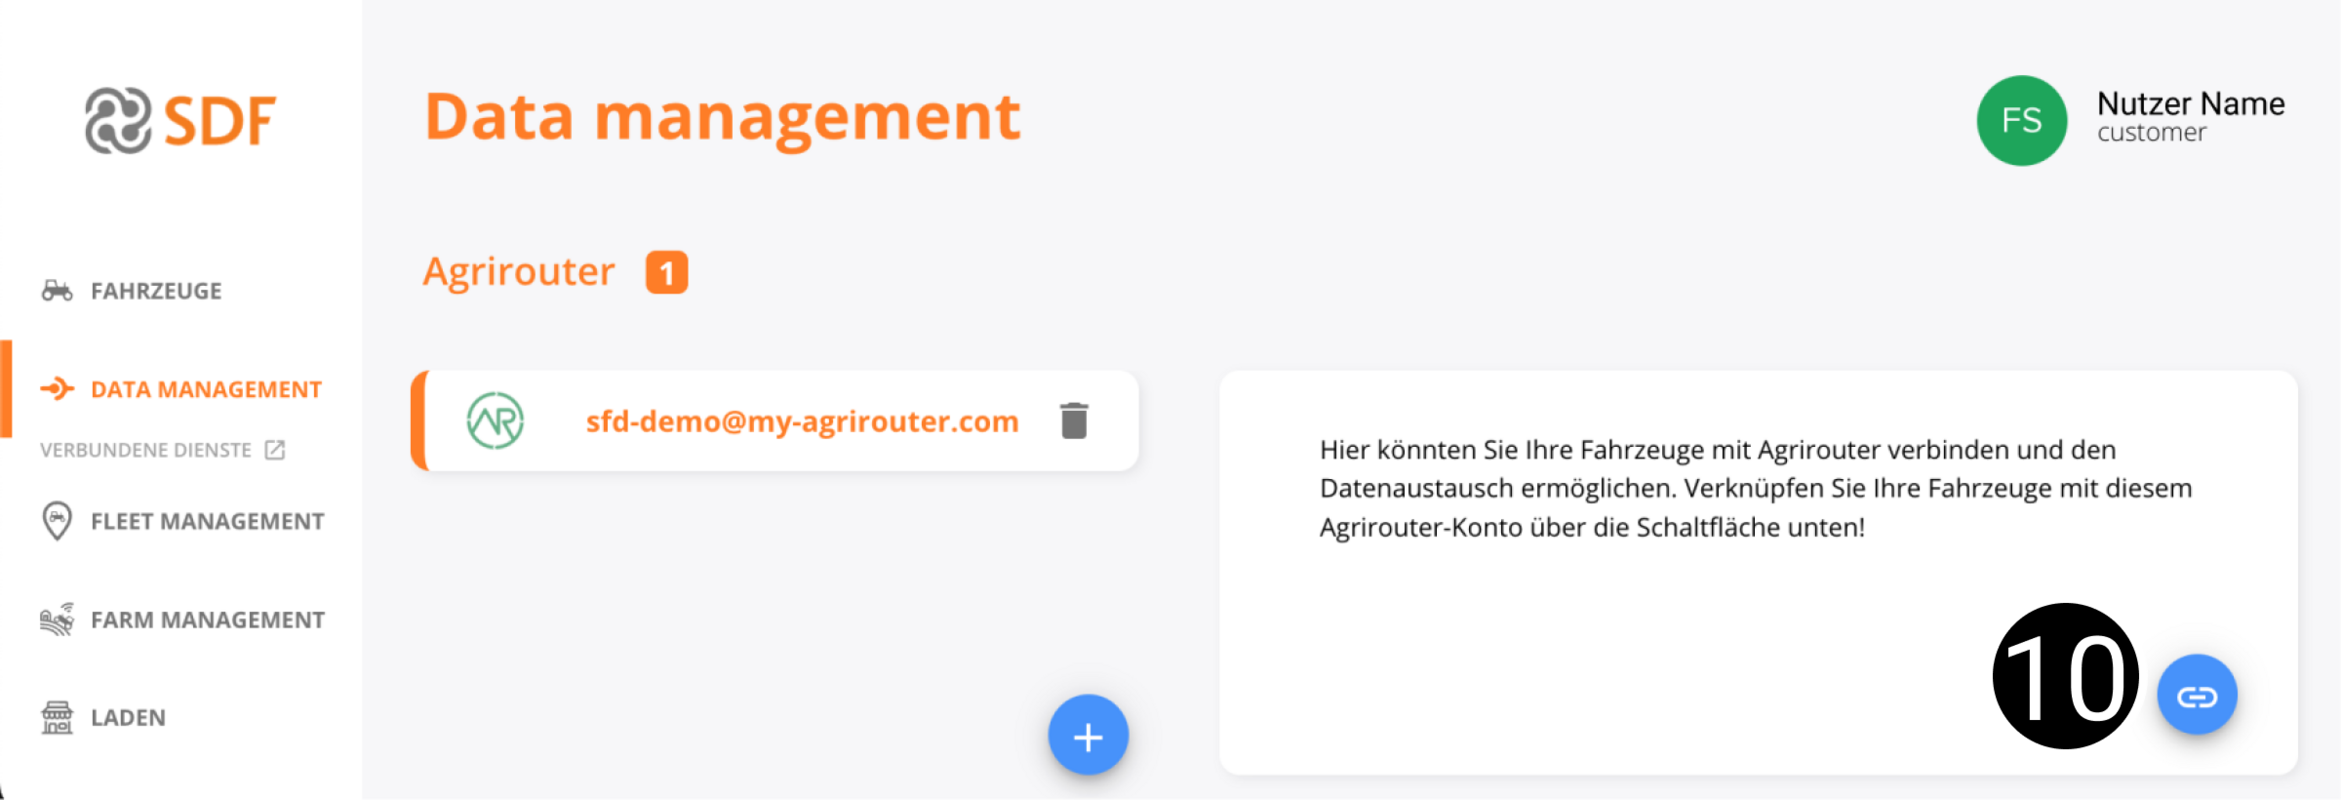 SDF
Data management
FS
Nutzer Name
customer
Agrirouter 1
FAHRZEUGE
DATA MANAGEMENT
VERBUNDENE DIENSTE
FLEET MANAGEMENT
FARM MANAGEMENT
LADEN
AR sfd-demo@my-agrirouter.com
Hier könnten Sie Ihre Fahrzeuge mit Agrirouter verbinden und den
Datenaustausch ermöglichen. Verknüpfen Sie Ihre Fahrzeuge mit diesem
Agrirouter-Konto über die Schaltfläche unten!
10